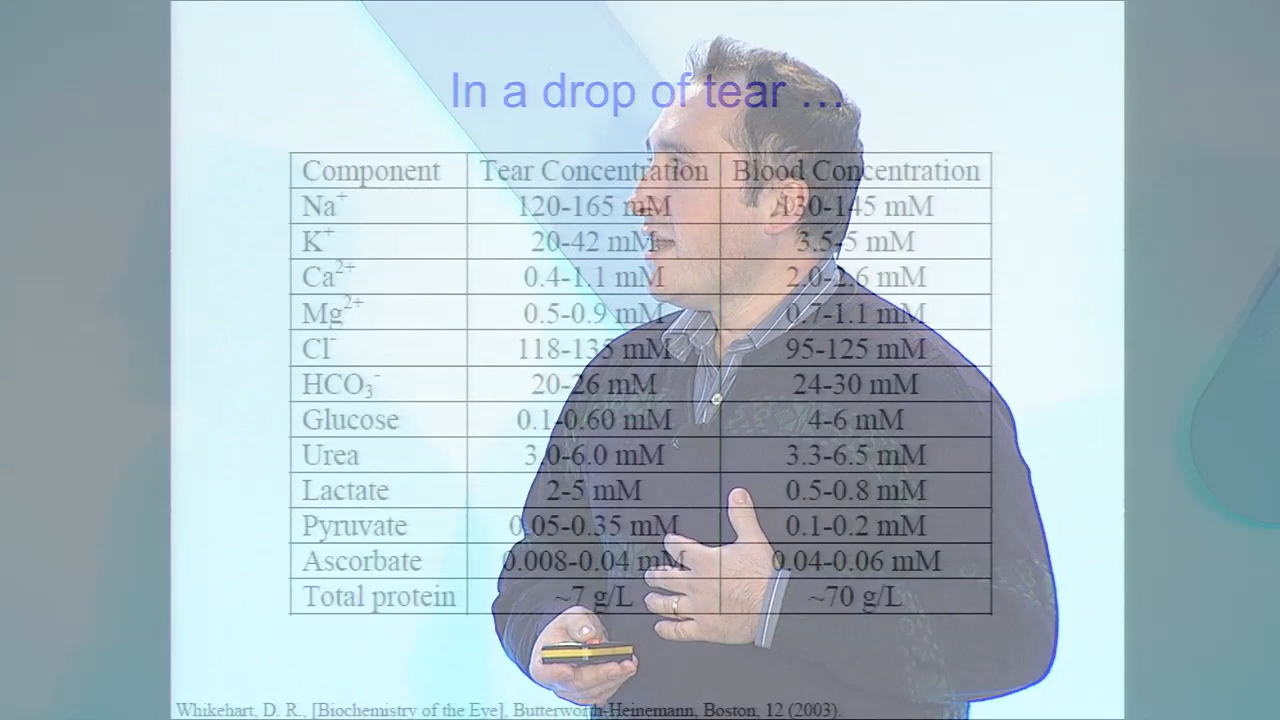 In a drop of tear ...
Component Tear Concentration Blood Concentration
Na+ 120-165 mM 130-145 mM
K+ 20-42 mM 3.5-5 mM
Ca2+ 0.4-1.1 mM 2.0-2.6 mM
Mg2+ 0.5-0.9 mM 0.7-1.1 mM
Cl- 118-135 mM 95-125 mM
HCO3- 20-26 mM 24-30 mM
Glucose 0.1-0.60 mM 4-6 mM
Urea 3.0-6.0 mM 3.3-6.5 mM
Lactate 2-5 mM 0.5-0.8 mM
Pyruvate 0.05-0.35 mM 0.1-0.2 mM
Ascorbate 0.008-0.04 mM 0.04-0.06 mM
Total protein ~7 g/L ~70 g/L
Whikehart, D. R., [Biochemistry of the Eye], Butterworth-Heinemann, Boston, 12 (2003).